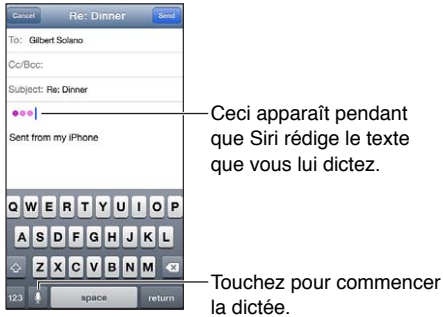 Cancel Re: Dinner Send
To: Gilbert Solano
Cc/Bcc:
Subject: Re: Dinner
Ceci apparaît pendant
que Siri rédige le texte
que vous lui dictez.
Sent from my iPhone
Q W E R T Y U I O P
A S D F G H J K L
Z X C V B N M
123 space return
Touchez pour commencer
la dictée.